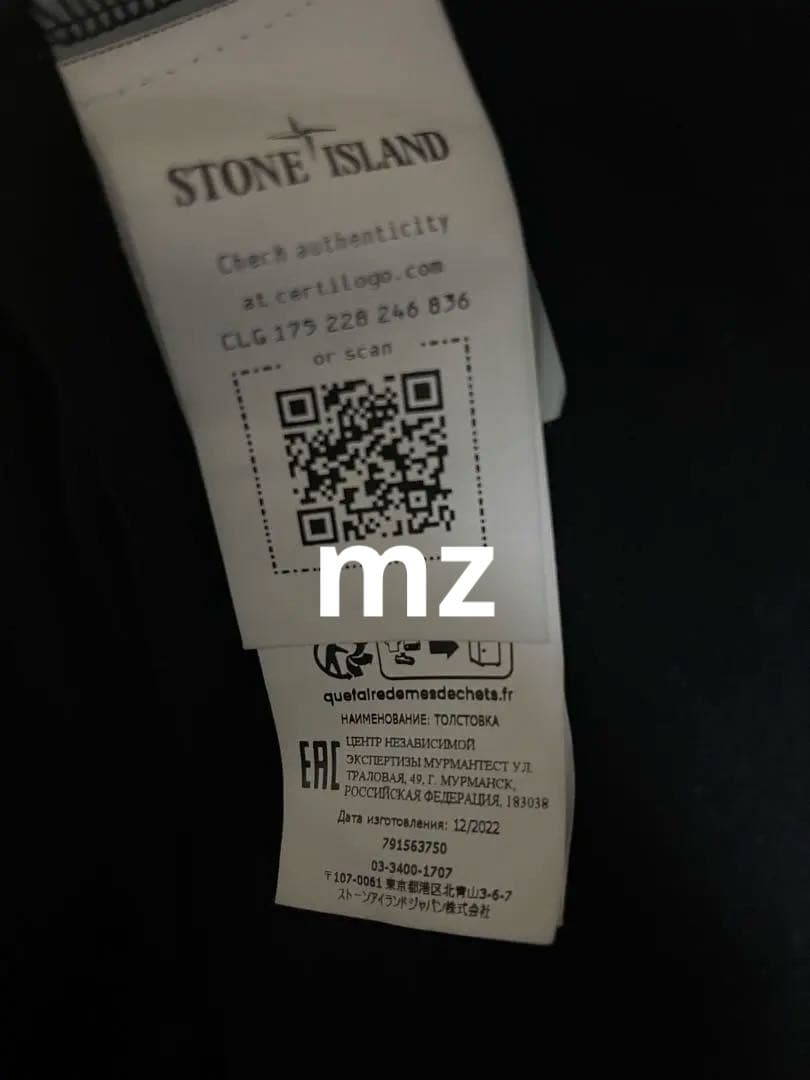 STONE ISLAND
Check authenticity
at certilogo.com
CLG 175 228 246 836
or scan
mz
quefairedemesdechets.fr
НАИМЕНОВАНИЕ: ТОЛСТОВКА
EAC
ЦЕНТР НЕЗАВИСИМОЙ
ЭКСПЕРТИЗЫ МУРМАНТЕСТ УЛ.
ТРАЛОВАЯ, 49, Г. МУРМАНСК,
РОССИЙСКАЯ ФЕДЕРАЦИЯ, 183038
Дата изготовления: 12/2022
791563750
03-3400-1707
〒107-0061 東京都港区北青山3-6-7
ストーンアイランドジャパン株式会社